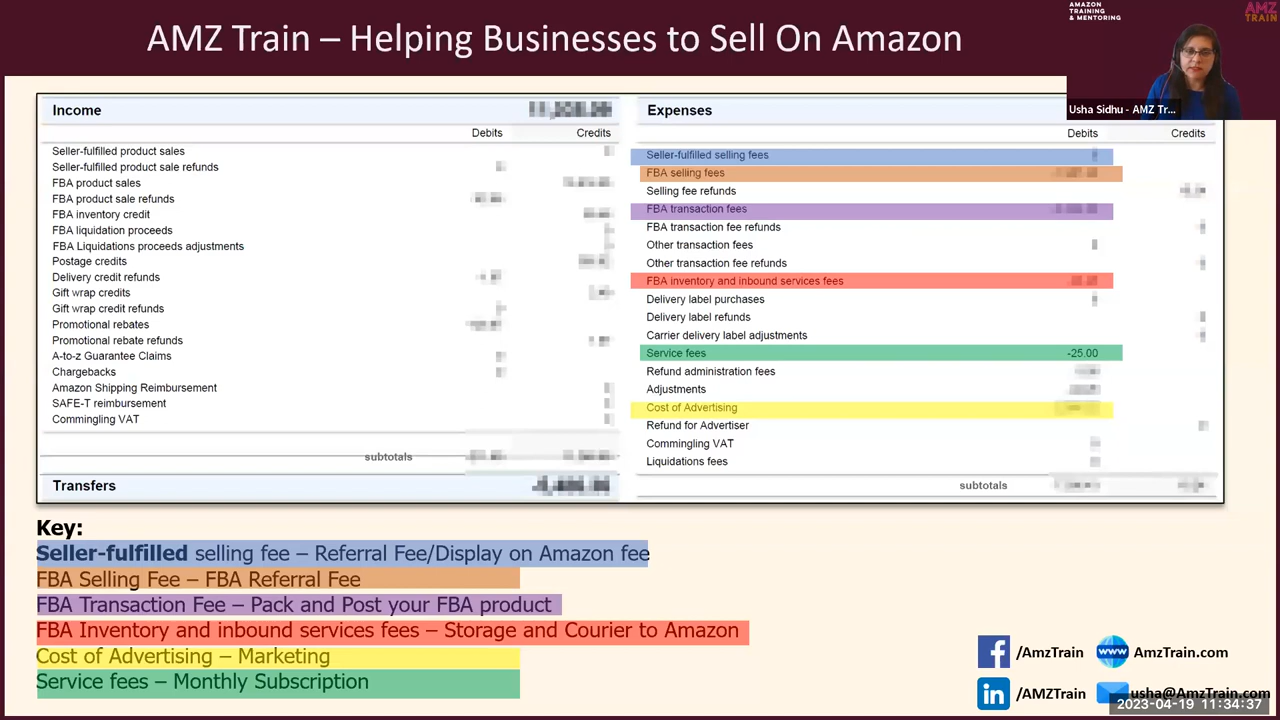 AMZ Train – Helping Businesses to Sell On Amazon
AMAZON
TRAINING
& MENTORING
AMZ
TRAIN
Usha Sidhu - AMZ Tr...
Income
Debits Credits
Seller-fulfilled product sales
Seller-fulfilled product sale refunds
FBA product sales
FBA product sale refunds
FBA inventory credit
FBA liquidation proceeds
FBA Liquidations proceeds adjustments
Postage credits
Delivery credit refunds
Gift wrap credits
Gift wrap credit refunds
Promotional rebates
Promotional rebate refunds
A-to-z Guarantee Claims
Chargebacks
Amazon Shipping Reimbursement
SAFE-T reimbursement
Commingling VAT
subtotals
Transfers
Expenses
Debits Credits
Seller-fulfilled selling fees
FBA selling fees
Selling fee refunds
FBA transaction fees
FBA transaction fee refunds
Other transaction fees
Other transaction fee refunds
FBA inventory and inbound services fees
Delivery label purchases
Delivery label refunds
Carrier delivery label adjustments
Service fees -25.00
Refund administration fees
Adjustments
Cost of Advertising
Refund for Advertiser
Commingling VAT
Liquidations fees
subtotals
Key:
Seller-fulfilled selling fee – Referral Fee/Display on Amazon fee
FBA Selling Fee – FBA Referral Fee
FBA Transaction Fee – Pack and Post your FBA product
FBA Inventory and inbound services fees – Storage and Courier to Amazon
Cost of Advertising – Marketing
Service fees – Monthly Subscription
/AmzTrain
www AmzTrain.com
in /AMZTrain
usha@AmzTrain.com
2023-04-19 11:34:37